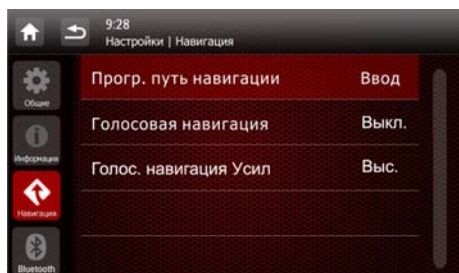 9:28
Настройки | Навигация
Общие
Информация
Навигация
Bluetooth
Прогр. путь навигации Ввод
Голосовая навигация Выкл.
Голос. навигация Усил Выс.